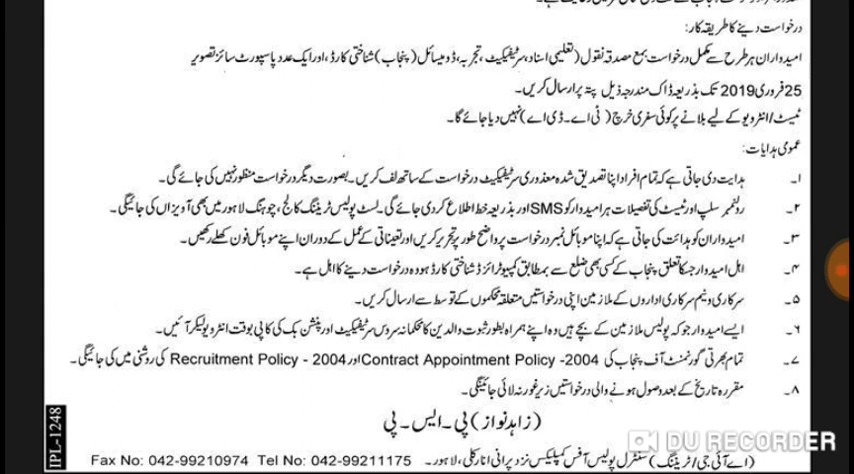 درخواست دینے کا طریقہ کار:
امیدواران ہر طرح سے مکمل درخواست بمع مصدقہ نقول (تعلیمی اسناد، سرٹیفکیٹ، تجربہ، ڈومیسائل (پنجاب) شناختی کارڈ، اور ایک عدد پاسپورٹ سائز تصویر
25 فروری 2019 تک بذریعہ ڈاک مندرجہ ذیل پتہ پر ارسال کریں۔
ٹیسٹ/انٹرویو کے لیے بلانے پر کوئی سفری خرچ (ٹی اے۔ڈی اے) نہیں دیا جائے گا۔
عمومی ہدایات:
۱۔ ہدایت دی جاتی ہے کہ تمام افراد اپنا تصدیق شدہ معذوری سرٹیفکیٹ درخواست کے ساتھ لف کریں۔ بصورت دیگر درخواست منظور نہیں کی جائے گی۔
۲۔ رولنمبر سلپ اور ٹیسٹ کی تفصیلات ہر امیدوار کو SMS اور بذریعہ خط اطلاع کر دی جائے گی۔ لسٹ پولیس ٹریننگ کالج، چوہنگ لاہور میں بھی آویزاں کی جائیگی۔
۳۔ امیدواران کو ہدائت کی جاتی ہے کہ اپنا موبائل نمبر درخواست پر واضح طور پر تحریر کریں اور تعیناتی کے عمل کے دوران اپنے موبائل فون کھلے رکھیں۔
۴۔ اہل امیدوار جسکا تعلق پنجاب کے کسی بھی ضلع سے بمطابق کمپیوٹرائزڈ شناختی کارڈ ہو وہ درخواست دینے کا اہل ہے۔
۵۔ سرکاری و نیم سرکاری اداروں کے ملازمین اپنی درخواستیں متعلقہ محکموں کے توسط سے ارسال کریں۔
۶۔ ایسے امیدوار جو کہ پولیس ملازمین کے بچے ہیں وہ اپنے ہمراہ بطور ثبوت والدین کا محکمانہ سروس سرٹیفکیٹ اور پنشن بک کی کاپی بوقت انٹرویو لیکر آئیں۔
۷۔ تمام بھرتی گورنمنٹ آف پنجاب کی Contract Appointment Policy -2004 اور Recruitment Policy - 2004 کی روشنی میں کی جائیگی۔
۸۔ مقررہ تاریخ کے بعد وصول ہونے والی درخواستیں زیر غور نہ لائی جائینگی۔
(زاہد نواز) پی۔ایس۔پی
(اے آئی جی/ٹریننگ) سنٹرل پولیس آفس کمپلیکس نزد پرانی انارکلی، لاہور۔ Fax No: 042-99210974 Tel No: 042-99211175
IPL-1248
DU RECORDER